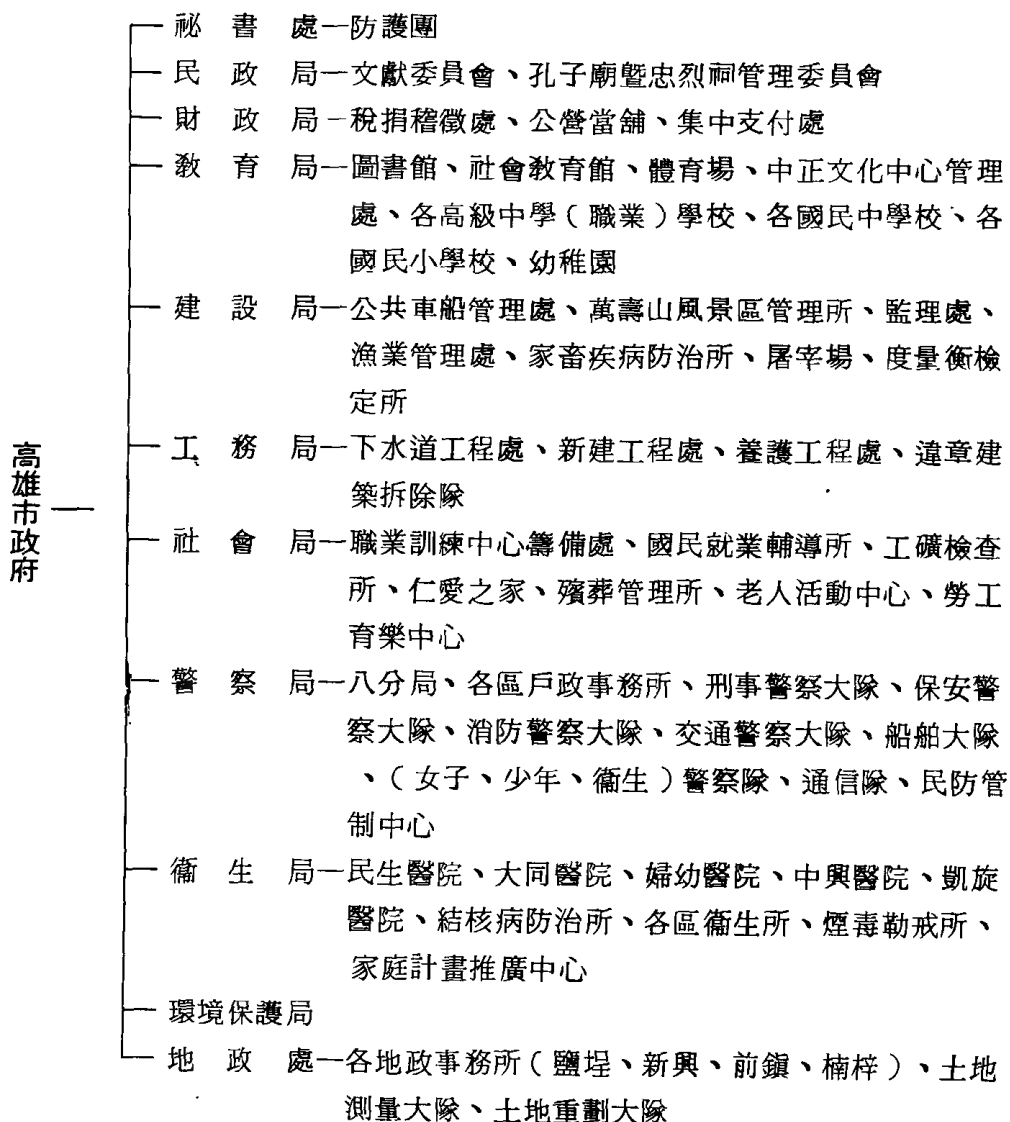 高雄市政府
祕書處—防護團
民政局—文獻委員會、孔子廟暨忠烈祠管理委員會
財政局—稅捐稽徵處、公營當舖、集中支付處
教育局—圖書館、社會教育館、體育場、中正文化中心管理
處、各高級中學(職業)學校、各國民中學校、各
國民小學校、幼稚園
建設局—公共車船管理處、萬壽山風景區管理所、監理處、
漁業管理處、家畜疾病防治所、屠宰場、度量衡檢
定所
工務局—下水道工程處、新建工程處、養護工程處、違章建
築拆除隊
社會局—職業訓練中心籌備處、國民就業輔導所、工礦檢查
所、仁愛之家、殯葬管理所、老人活動中心、勞工
育樂中心
警察局—八分局、各區戶政事務所、刑事警察大隊、保安警
察大隊、消防警察大隊、交通警察大隊、船舶大隊
、(女子、少年、衞生)警察隊、通信隊、民防管
制中心
衞生局—民生醫院、大同醫院、婦幼醫院、中興醫院、凱旋
醫院、結核病防治所、各區衞生所、煙毒勒戒所、
家庭計畫推廣中心
環境保護局
地政處—各地政事務所(鹽埕、新興、前鎮、楠梓)、土地
測量大隊、土地重劃大隊